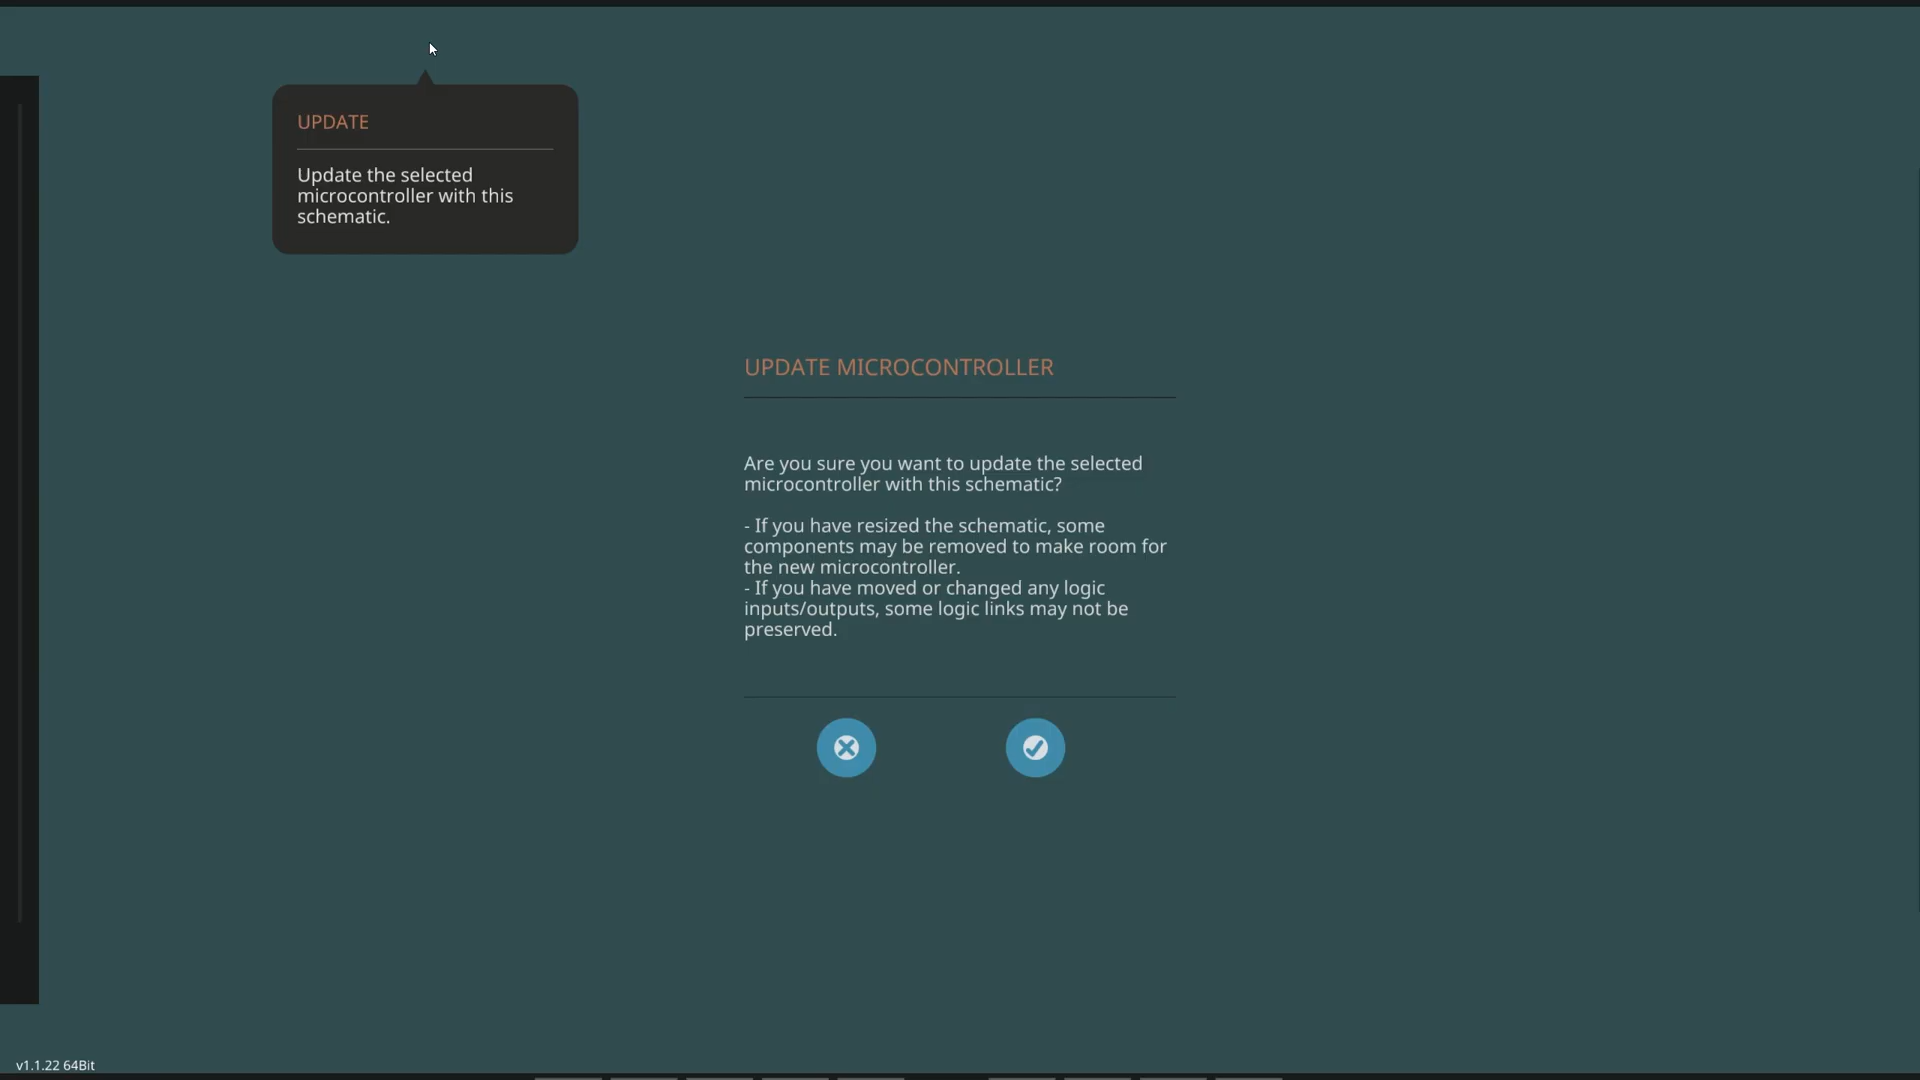 UPDATE
Update the selected
microcontroller with this
schematic.
UPDATE MICROCONTROLLER
Are you sure you want to update the selected
microcontroller with this schematic?
- If you have resized the schematic, some
components may be removed to make room for
the new microcontroller.
- If you have moved or changed any logic
inputs/outputs, some logic links may not be
preserved.
v1.1.22 64Bit